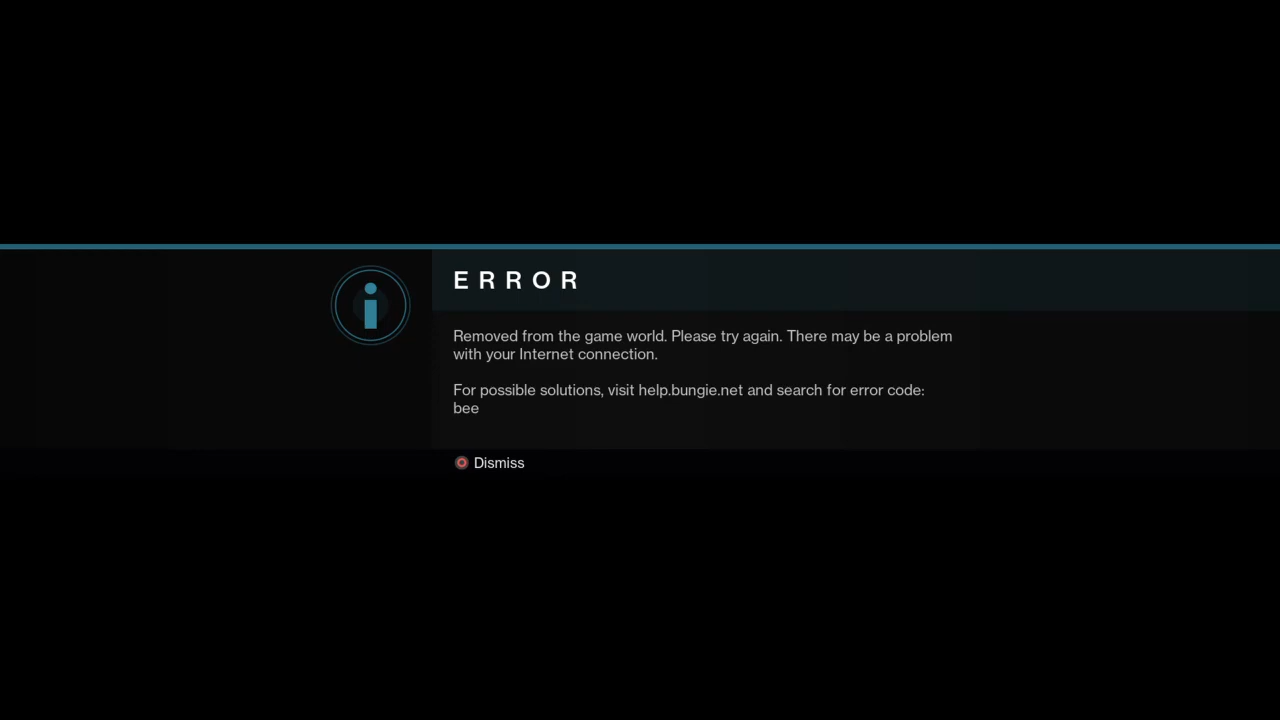 ERROR
Removed from the game world. Please try again. There may be a problem
with your Internet connection.
For possible solutions, visit help.bungie.net and search for error code:
bee
Dismiss